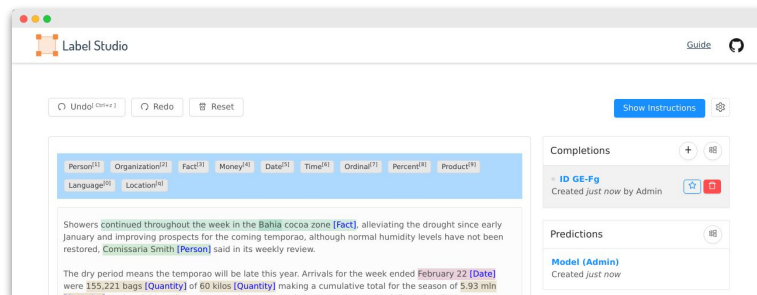 Label Studio
Guide
Undo[ Ctrl+z ] Redo Reset
Show Instructions
Person[1] Organization[2] Fact[3] Money[4] Date[5] Time[6] Ordinal[7] Percent[8] Product[9]
Language[0] Location[q]
Completions
ID GE-Fg
Created just now by Admin
Showers continued throughout the week in the Bahia cocoa zone [Fact], alleviating the drought since early
January and improving prospects for the coming temporao, although normal humidity levels have not been
restored, Comissaria Smith [Person] said in its weekly review.
The dry period means the temporao will be late this year. Arrivals for the week ended February 22 [Date]
were 155,221 bags [Quantity] of 60 kilos [Quantity] making a cumulative total for the season of 5.93 mln
Predictions
Model (Admin)
Created just now